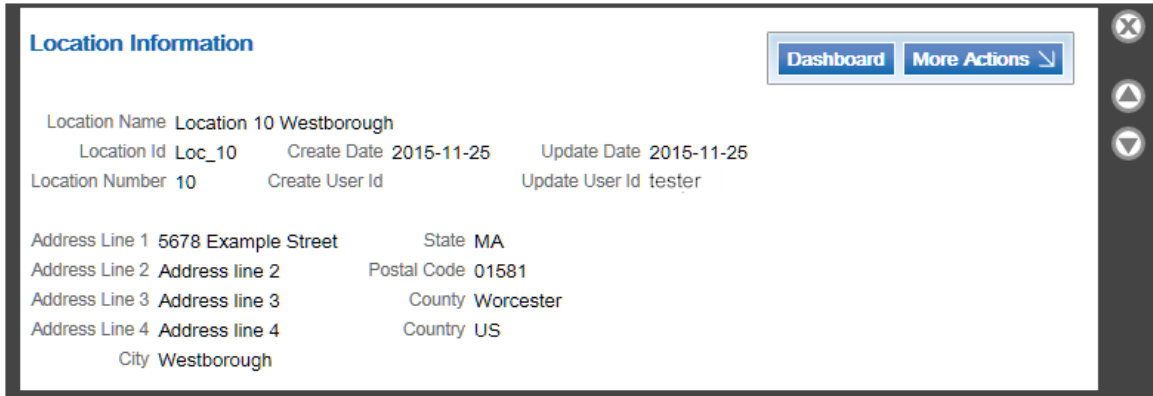 Location Information
Dashboard More Actions
Location Name Location 10 Westborough
Location Id Loc_10 Create Date 2015-11-25 Update Date 2015-11-25
Location Number 10 Create User Id Update User Id tester
Address Line 1 5678 Example Street State MA
Address Line 2 Address line 2 Postal Code 01581
Address Line 3 Address line 3 County Worcester
Address Line 4 Address line 4 Country US
City Westborough